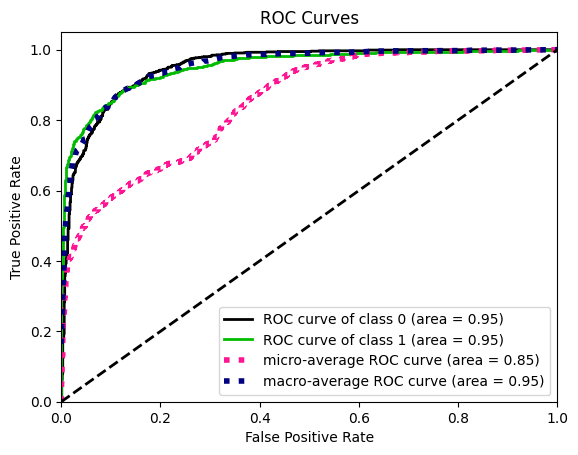 ROC Curves
True Positive Rate
1.0
0.8
0.6
0.4
0.2
0.0
ROC curve of class 0 (area = 0.95)
ROC curve of class 1 (area = 0.95)
micro-average ROC curve (area = 0.85)
macro-average ROC curve (area = 0.95)
0.0 0.2 0.4 0.6 0.8 1.0
False Positive Rate